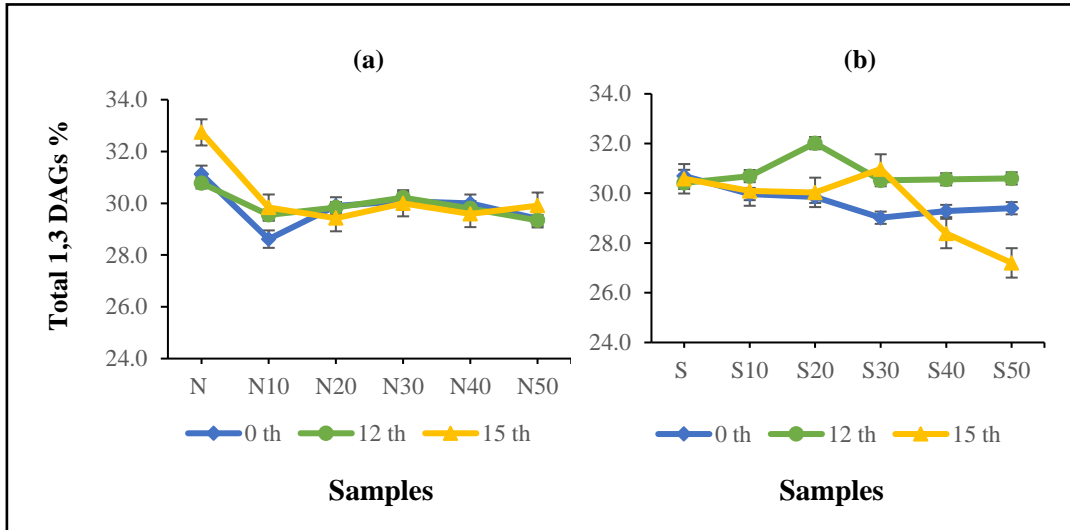 (a)
Total 1,3 DAGs %
34.0
32.0
30.0
28.0
26.0
24.0
N N10 N20 N30 N40 N50
0 th 12 th 15 th
Samples
(b)
34.0
32.0
30.0
28.0
26.0
24.0
S S10 S20 S30 S40 S50
0 th 12 th 15 th
Samples